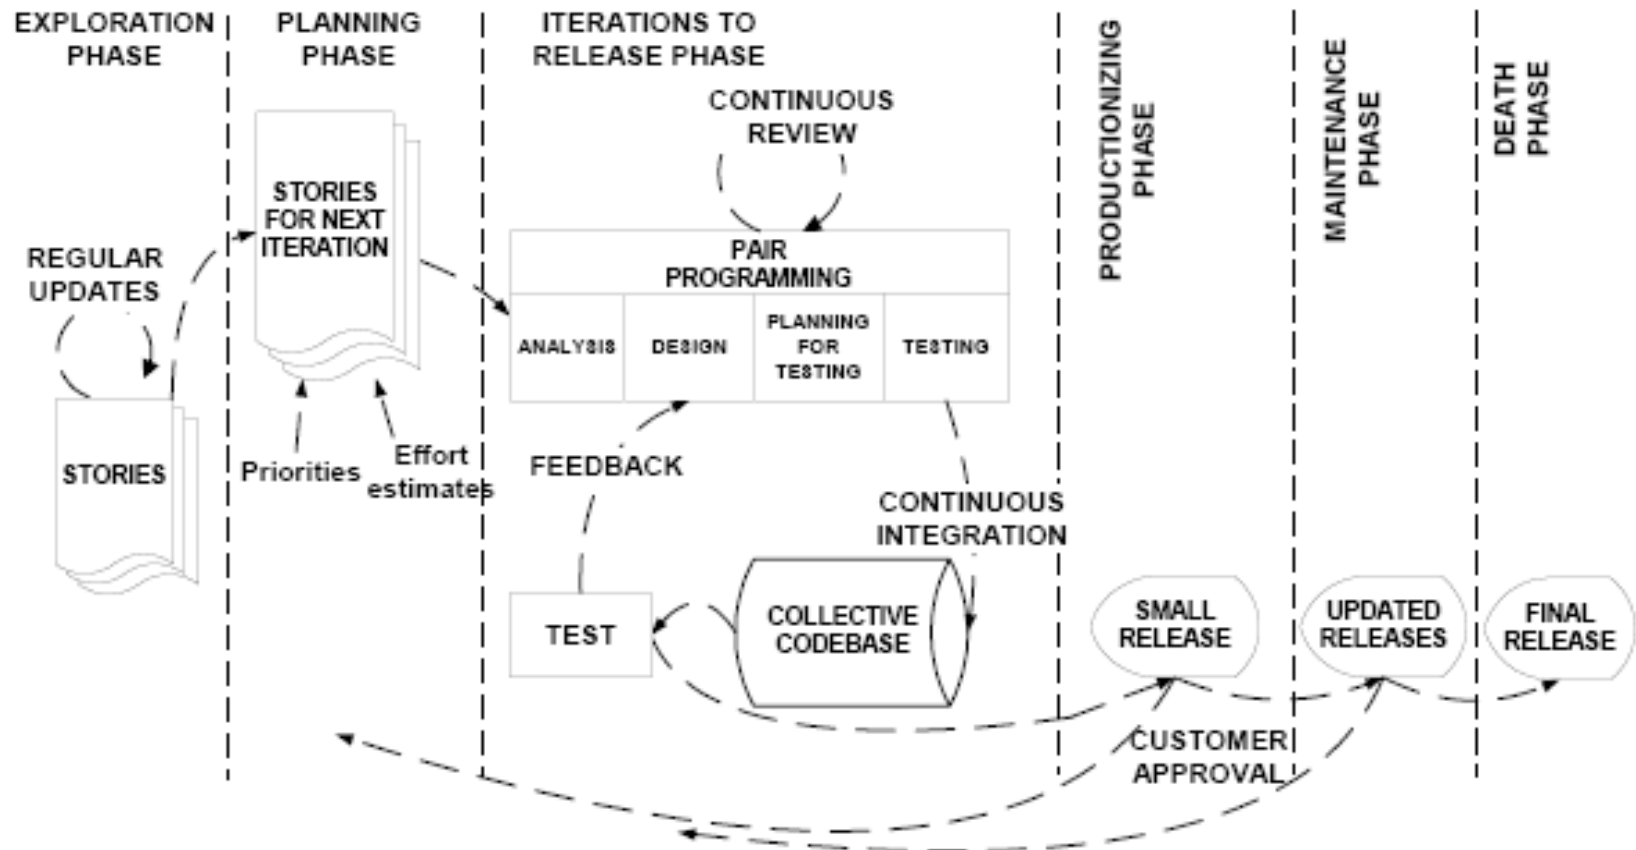 EXPLORATION
PHASE
PLANNING
PHASE
ITERATIONS TO
RELEASE PHASE
PRODUCTIONIZING
PHASE
MAINTENANCE
PHASE
DEATH
PHASE
REGULAR
UPDATES
STORIES
STORIES
FOR NEXT
ITERATION
Priorities
Effort
estimates
CONTINUOUS
REVIEW
PAIR
PROGRAMMING
ANALYSIS
DESIGN
PLANNING
FOR
TESTING
TESTING
FEEDBACK
CONTINUOUS
INTEGRATION
TEST
COLLECTIVE
CODEBASE
SMALL
RELEASE
UPDATED
RELEASES
FINAL
RELEASE
CUSTOMER
APPROVAL